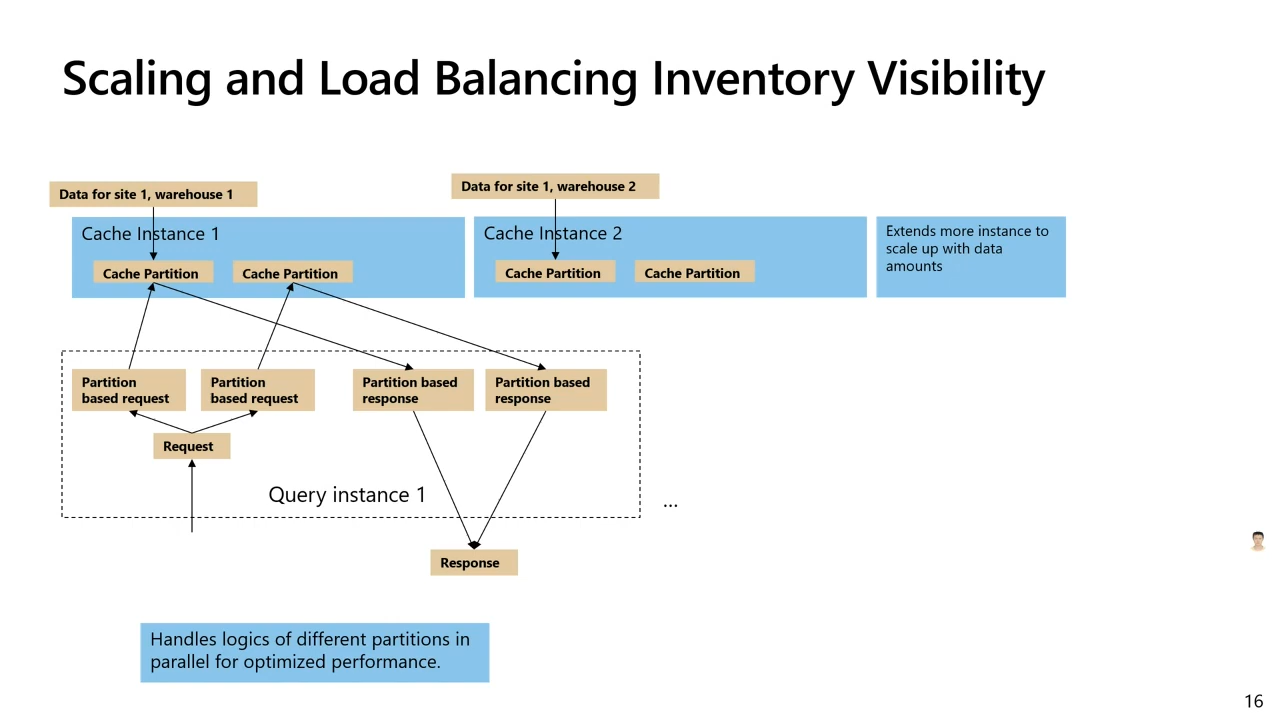 Scaling and Load Balancing Inventory Visibility
Data for site 1, warehouse 1
Data for site 1, warehouse 2
Cache Instance 1
Cache Partition
Cache Partition
Cache Instance 2
Cache Partition
Cache Partition
Extends more instance to
scale up with data
amounts
Partition
based request
Partition
based request
Partition based
response
Partition based
response
Request
Query instance 1
...
Response
Handles logics of different partitions in
parallel for optimized performance.
16